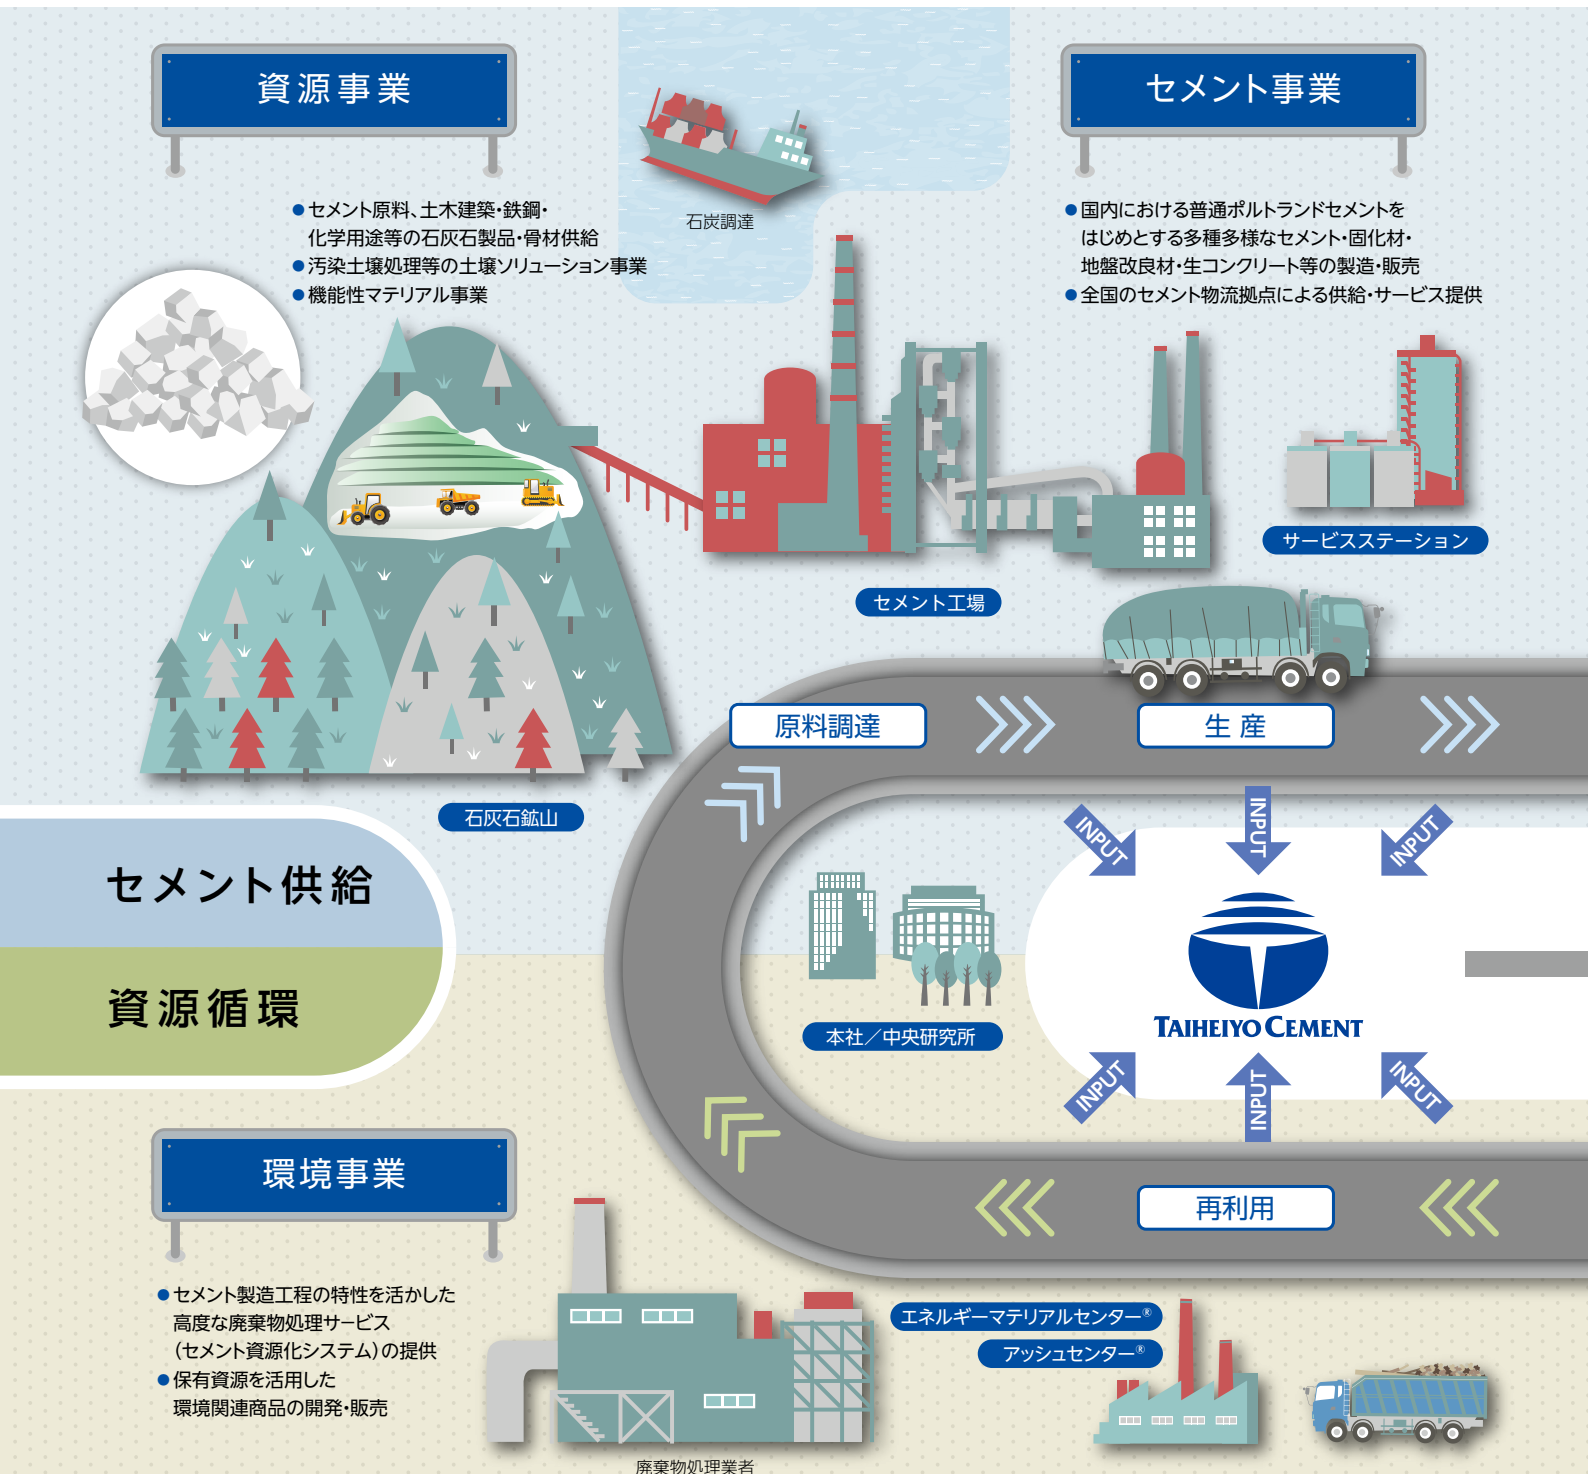 資源事業
セメント事業
●セメント原料、土木建築・鉄鋼・
化学用途等の石灰石製品・骨材供給
●汚染土壌処理等の土壌ソリューション事業
●機能性マテリアル事業
石炭調達
●国内における普通ポルトランドセメントを
はじめとする多種多様なセメント・固化材・
地盤改良材・生コンクリート等の製造・販売
●全国のセメント物流拠点による供給・サービス提供
サービスステーション
セメント工場
原料調達
生産
石灰石鉱山
INPUT
INPUT
INPUT
セメント供給
資源循環
本社／中央研究所
TAIHEIYO CEMENT
INPUT
INPUT
INPUT
環境事業
再利用
●セメント製造工程の特性を活かした
高度な廃棄物処理サービス
（セメント資源化システム）の提供
●保有資源を活用した
環境関連商品の開発・販売
エネルギーマテリアルセンター®
アッシュセンター®
廃棄物処理業者